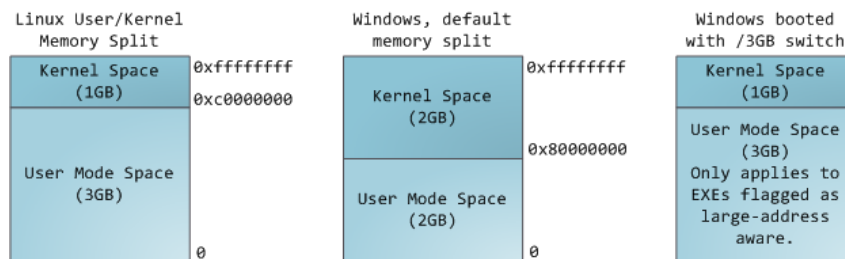 Linux User/Kernel
Memory Split
Kernel Space
(1GB)
0xffffffff
0xc0000000
User Mode Space
(3GB)
0
Windows, default
memory split
Kernel Space
(2GB)
0xffffffff
0x80000000
User Mode Space
(2GB)
0
Windows booted
with /3GB switch
Kernel Space
(1GB)
User Mode Space
(3GB)
Only applies to
EXEs flagged as
large-address
aware.